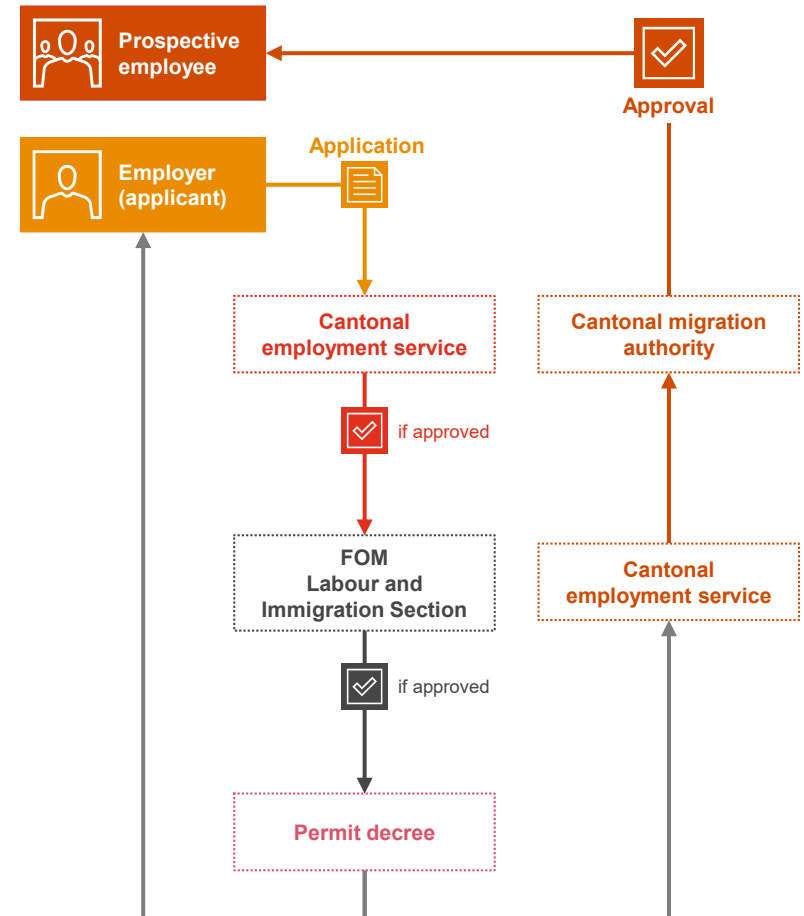 Prospective
employee
Approval
Employer
(applicant)
Application
Cantonal
employment service
Cantonal migration
authority
if approved
FOM
Labour and
Immigration Section
Cantonal
employment service
if approved
Permit decree